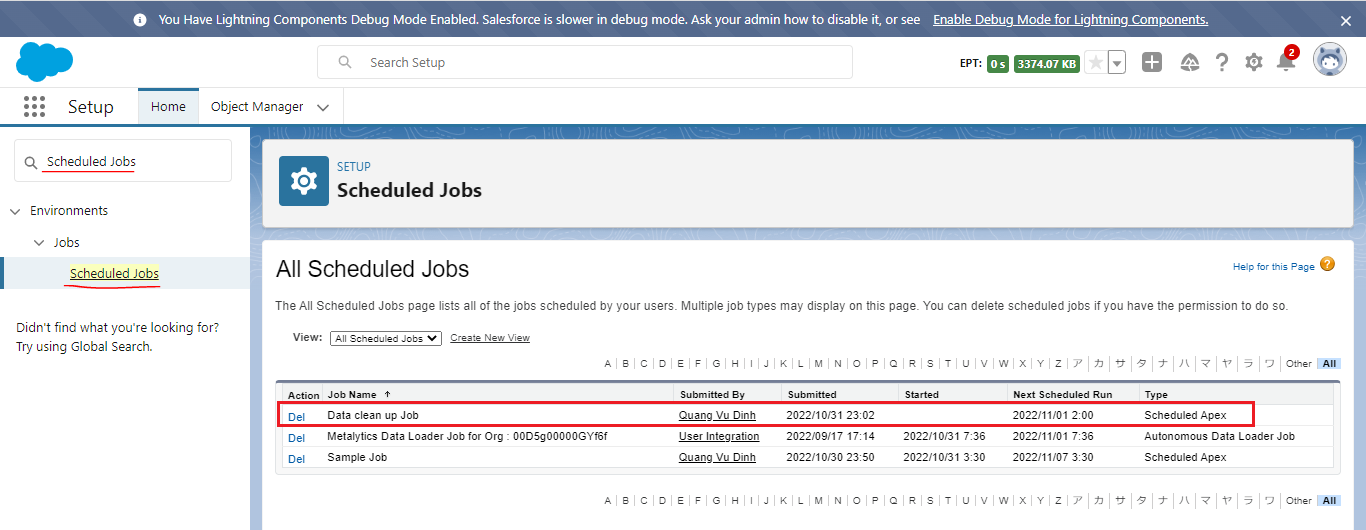 You Have Lightning Components Debug Mode Enabled. Salesforce is slower in debug mode. Ask your admin how to disable it, or see Enable Debug Mode for Lightning Components.
Search Setup
EPT: 0 s 3374.07 KB
2
Setup Home Object Manager
Scheduled Jobs
Environments
Jobs
Scheduled Jobs
Didn't find what you're looking for?
Try using Global Search.
SETUP
Scheduled Jobs
All Scheduled Jobs
Help for this Page ?
The All Scheduled Jobs page lists all of the jobs scheduled by your users. Multiple job types may display on this page. You can delete scheduled jobs if you have the permission to do so.
View: All Scheduled Jobs Create New View
A | B | C | D | E | F | G | H | I | J | K | L | M | N | O | P | Q | R | S | T | U | V | W | X | Y | Z | ア | カ | サ | タ | ナ | ハ | マ | ヤ | ラ | ワ | Other All
Action Job Name ↑ Submitted By Submitted Started Next Scheduled Run Type
Del Data clean up Job Quang Vu Dinh 2022/10/31 23:02 2022/11/01 2:00 Scheduled Apex
Del Metalytics Data Loader Job for Org : 00D5g00000GYf6f User Integration 2022/09/17 17:14 2022/10/31 7:36 2022/11/01 7:36 Autonomous Data Loader Job
Del Sample Job Quang Vu Dinh 2022/10/30 23:50 2022/10/31 3:30 2022/11/07 3:30 Scheduled Apex
A | B | C | D | E | F | G | H | I | J | K | L | M | N | O | P | Q | R | S | T | U | V | W | X | Y | Z | ア | カ | サ | タ | ナ | ハ | マ | ヤ | ラ | ワ | Other All